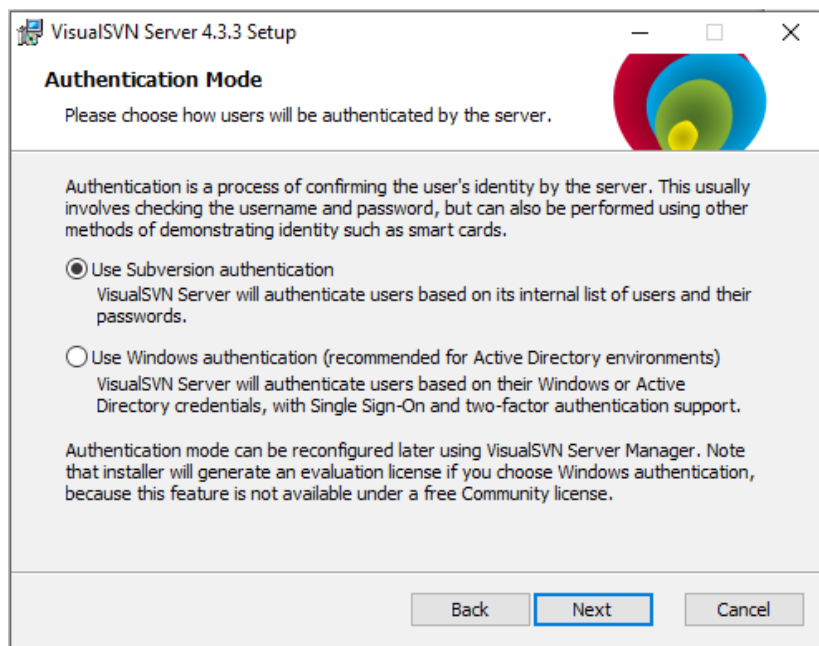 VisualSVN Server 4.3.3 Setup
Authentication Mode
Please choose how users will be authenticated by the server.
Authentication is a process of confirming the user's identity by the server. This usually
involves checking the username and password, but can also be performed using other
methods of demonstrating identity such as smart cards.
Use Subversion authentication
VisualSVN Server will authenticate users based on its internal list of users and their
passwords.
Use Windows authentication (recommended for Active Directory environments)
VisualSVN Server will authenticate users based on their Windows or Active
Directory credentials, with Single Sign-On and two-factor authentication support.
Authentication mode can be reconfigured later using VisualSVN Server Manager. Note
that installer will generate an evaluation license if you choose Windows authentication,
because this feature is not available under a free Community license.
Back Next Cancel